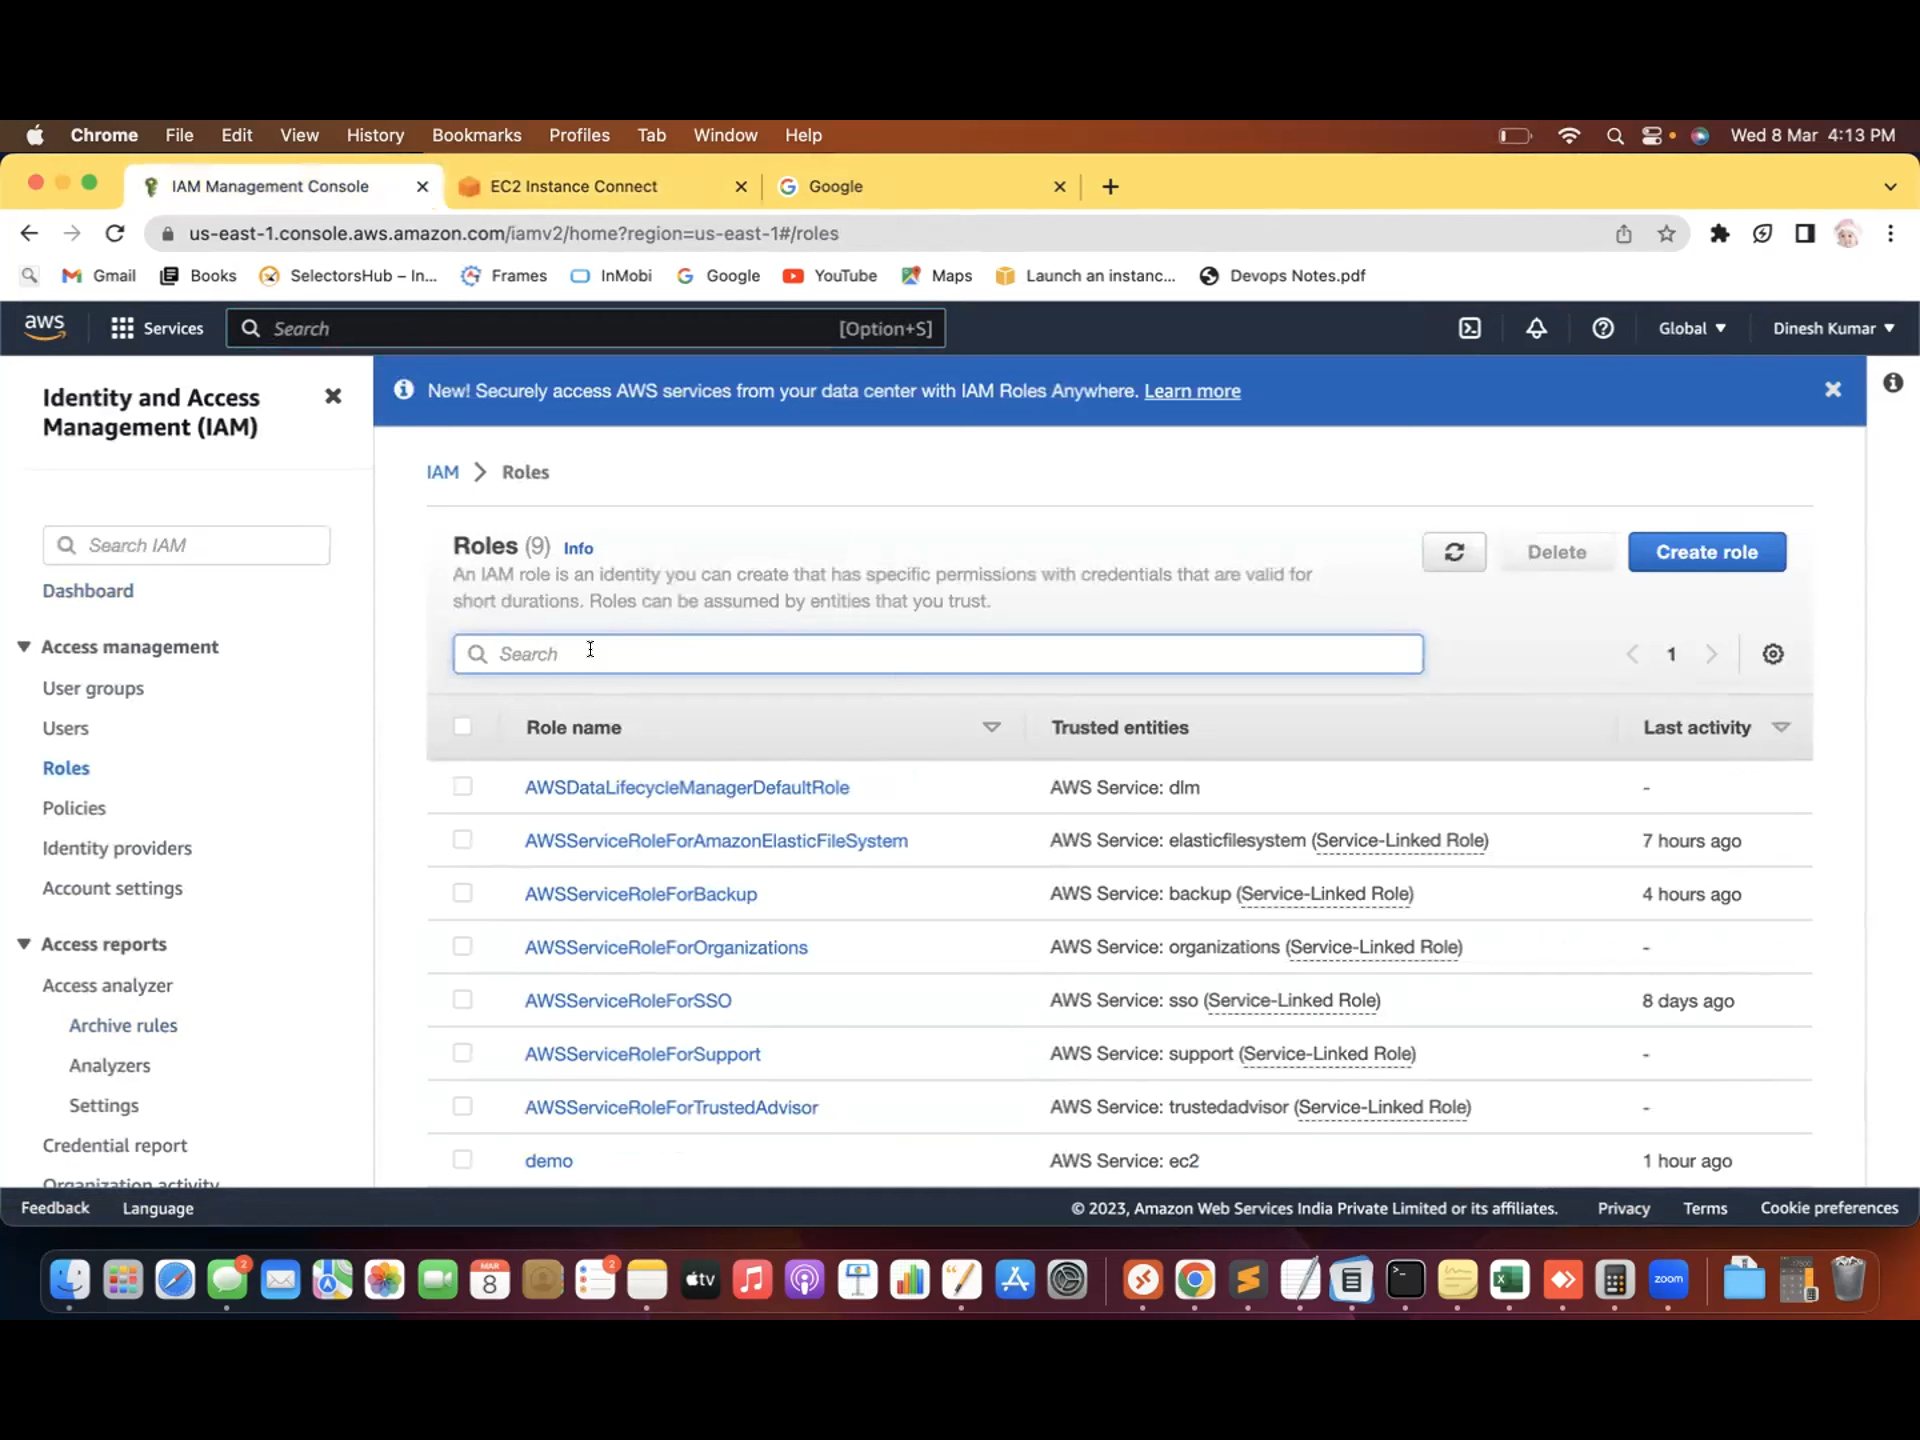 Chrome File Edit View History Bookmarks Profiles Tab Window Help Wed 8 Mar 4:13 PM
IAM Management Console EC2 Instance Connect Google
us-east-1.console.aws.amazon.com/iamv2/home?region=us-east-1#/roles
Gmail Books SelectorsHub – In... Frames InMobi Google YouTube Maps Launch an instanc... Devops Notes.pdf
aws Services Search [Option+S] Global Dinesh Kumar
Identity and Access
Management (IAM)
Search IAM
Dashboard
Access management
User groups
Users
Roles
Policies
Identity providers
Account settings
Access reports
Access analyzer
Archive rules
Analyzers
Settings
Credential report
Organization activity
New! Securely access AWS services from your data center with IAM Roles Anywhere. Learn more
IAM > Roles
Roles (9) Info
Delete Create role
An IAM role is an identity you can create that has specific permissions with credentials that are valid for
short durations. Roles can be assumed by entities that you trust.
Search 1
Role name Trusted entities Last activity
AWSDataLifecycleManagerDefaultRole AWS Service: dlm -
AWSServiceRoleForAmazonElasticFileSystem AWS Service: elasticfilesystem (Service-Linked Role) 7 hours ago
AWSServiceRoleForBackup AWS Service: backup (Service-Linked Role) 4 hours ago
AWSServiceRoleForOrganizations AWS Service: organizations (Service-Linked Role) -
AWSServiceRoleForSSO AWS Service: sso (Service-Linked Role) 8 days ago
AWSServiceRoleForSupport AWS Service: support (Service-Linked Role) -
AWSServiceRoleForTrustedAdvisor AWS Service: trustedadvisor (Service-Linked Role) -
demo AWS Service: ec2 1 hour ago
Feedback Language © 2023, Amazon Web Services India Private Limited or its affiliates. Privacy Terms Cookie preferences
2 MAR 8 2 tv zoom